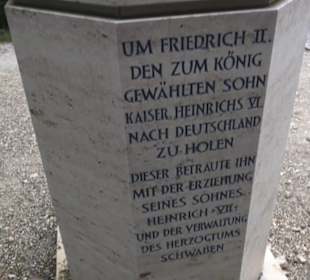 UM FRIEDRICH II.
DEN ZUM KÖNIG
GEWÄHLTEN SOHN
KAISER HEINRICHS VI.
NACH DEUTSCHLAND
ZU HOLEN
DIESER BETRAUTE IHN
MIT DER ERZIEHUNG
SEINES SOHNES
HEINRICH «VII»
UND DER VERWALTUNG
DES HERZOGTUMS
SCHWABEN